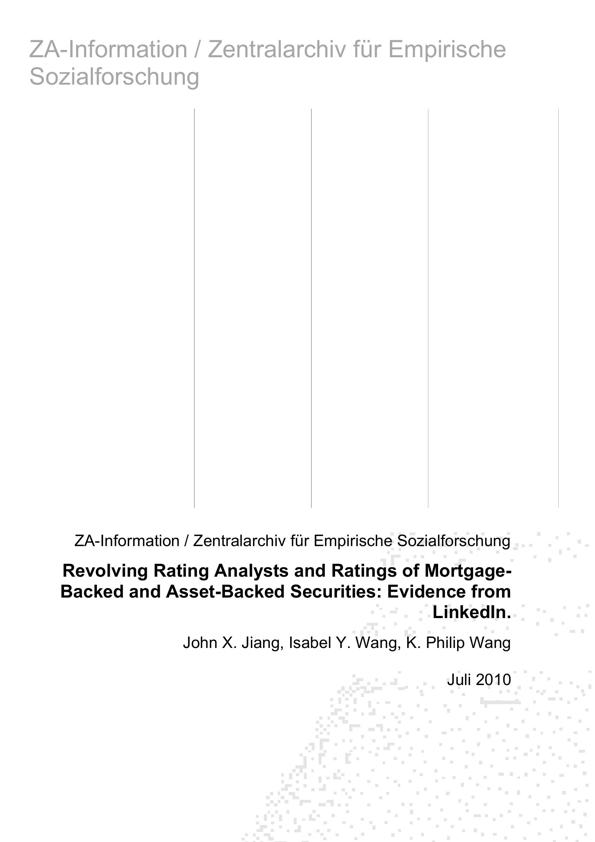 ZA-Information / Zentralarchiv für Empirische
Sozialforschung
ZA-Information / Zentralarchiv für Empirische Sozialforschung
Revolving Rating Analysts and Ratings of Mortgage-
Backed and Asset-Backed Securities: Evidence from
LinkedIn.
John X. Jiang, Isabel Y. Wang, K. Philip Wang
Juli 2010